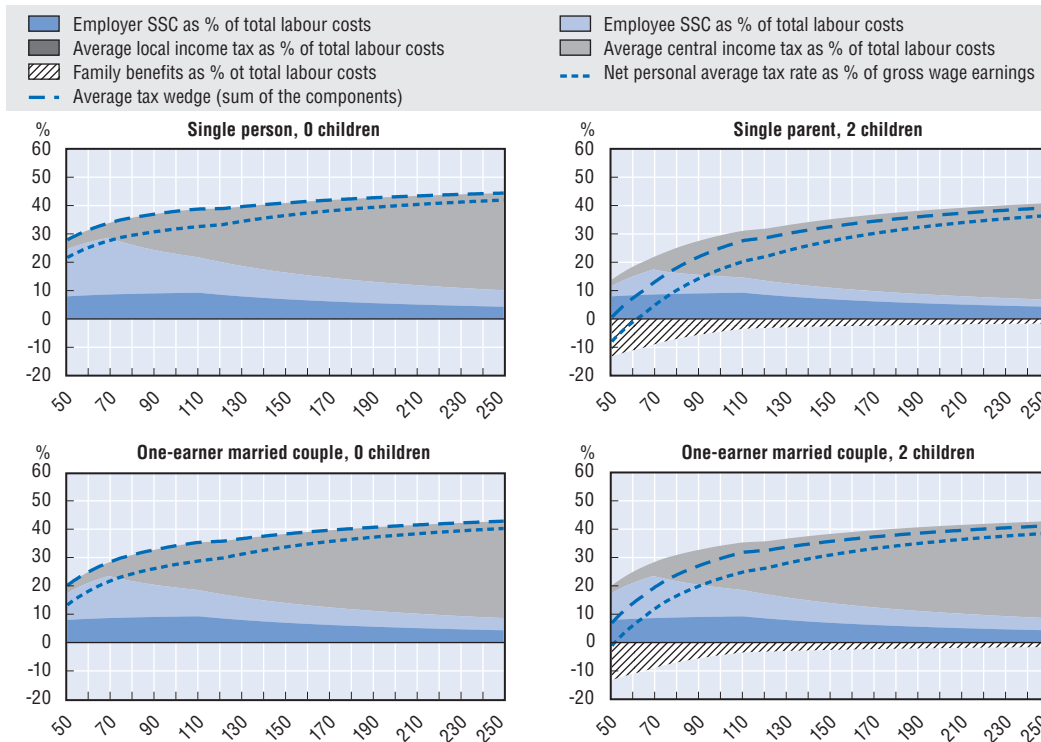 Employer SSC as % of total labour costs
Employee SSC as % of total labour costs
Average local income tax as % of total labour costs
Average central income tax as % of total labour costs
Family benefits as % ot total labour costs
Net personal average tax rate as % of gross wage earnings
Average tax wedge (sum of the components)
% Single person, 0 children
60
50
40
30
20
10
0
-10
-20
50 70 90 110 130 150 170 190 210 230 250
% Single parent, 2 children
60
50
40
30
20
10
0
-10
-20
50 70 90 110 130 150 170 190 210 230 250
% One-earner married couple, 0 children
60
50
40
30
20
10
0
-10
-20
50 70 90 110 130 150 170 190 210 230 250
% One-earner married couple, 2 children
60
50
40
30
20
10
0
-10
-20
50 70 90 110 130 150 170 190 210 230 250